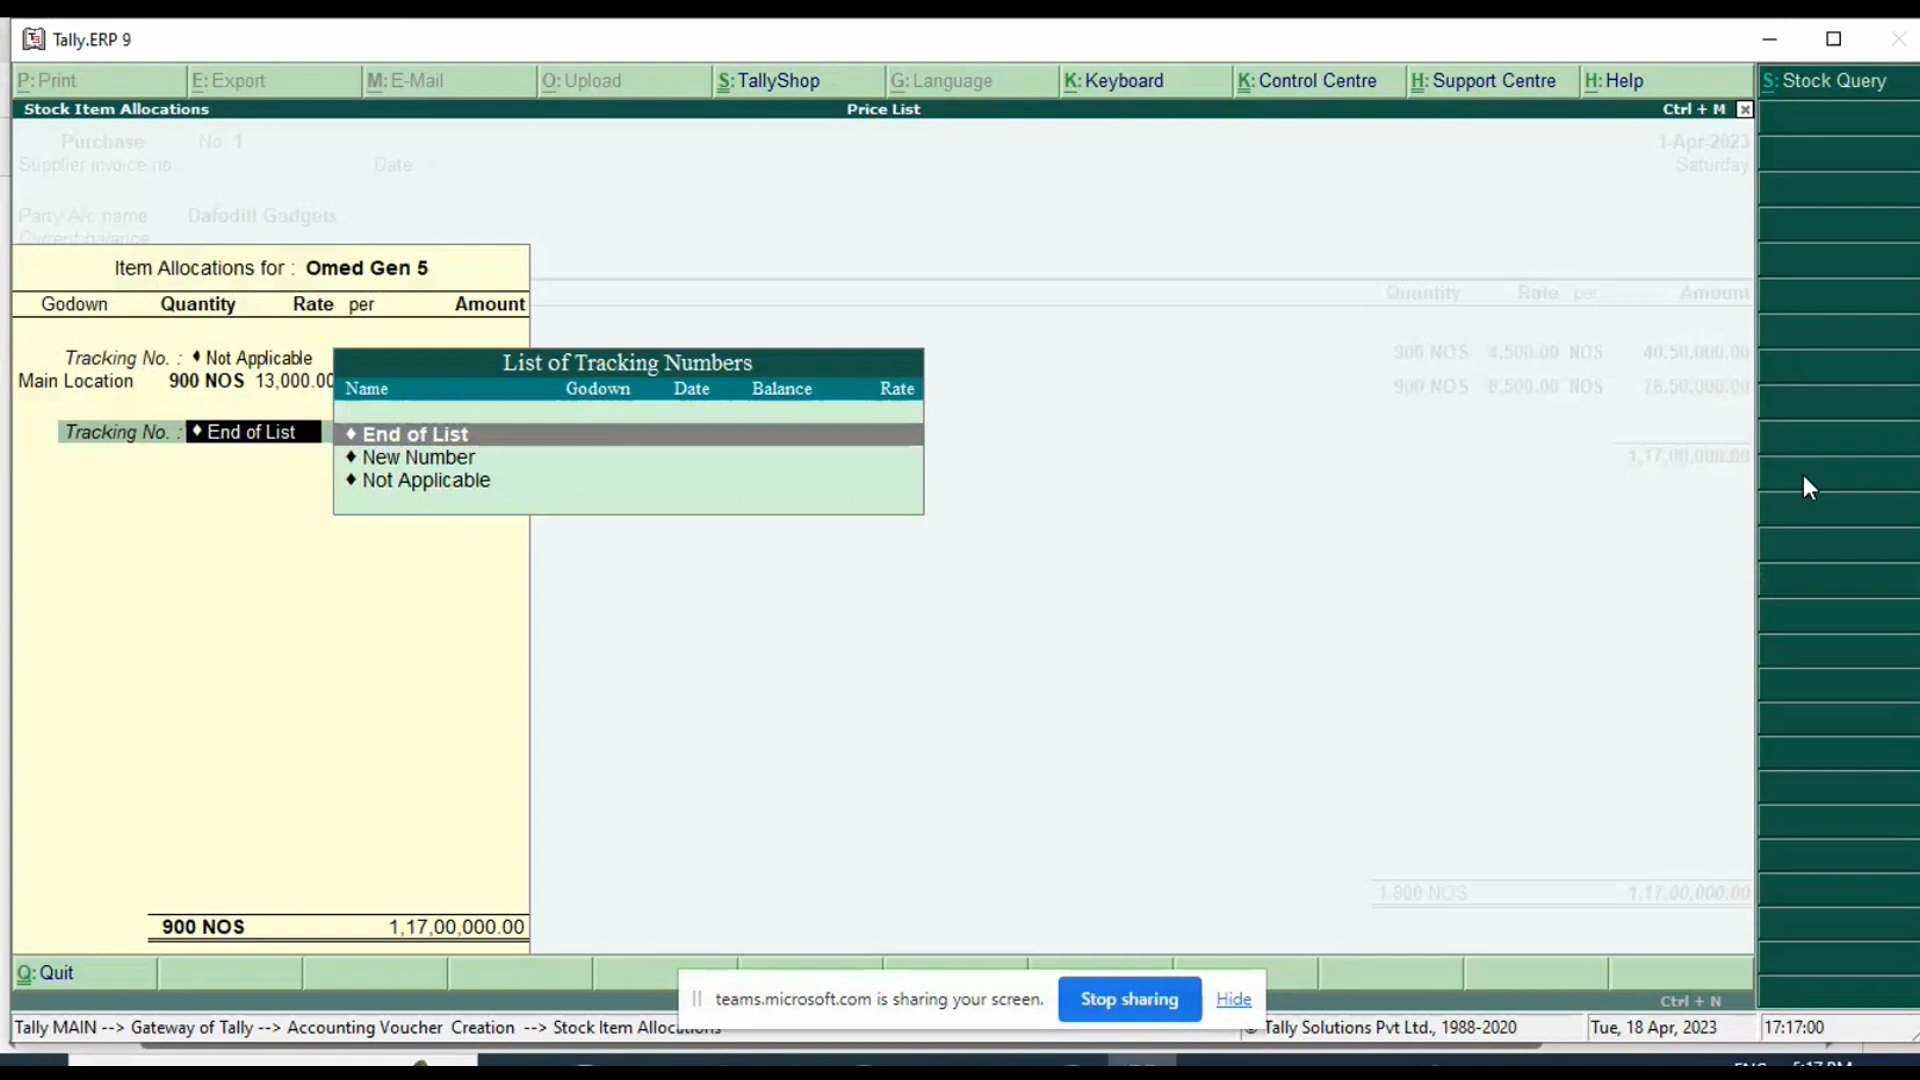 Tally.ERP 9
P: Print E: Export M: E-Mail O: Upload S: TallyShop G: Language K: Keyboard K: Control Centre H: Support Centre H: Help S: Stock Query
Stock Item Allocations Price List Ctrl + M
Purchase No. 1 1-Apr-2023
Supplier invoice no. Date Saturday
Party A/c name Dafodill Gadgets
Current balance
Item Allocations for : Omed Gen 5
Godown Quantity Rate per Amount
Quantity Rate per Amount
Tracking No. : ♦ Not Applicable
Main Location 900 NOS 13,000.00
900 NOS 4,500.00 NOS 40,50,000.00
900 NOS 8,500.00 NOS 76,50,000.00
1,17,00,000.00
Tracking No. : ♦ End of List
List of Tracking Numbers
Name Godown Date Balance Rate
♦ End of List
♦ New Number
♦ Not Applicable
1,800 NOS 1,17,00,000.00
900 NOS 1,17,00,000.00
Q: Quit
teams.microsoft.com is sharing your screen. Stop sharing Hide
Ctrl + N
Tally MAIN --> Gateway of Tally --> Accounting Voucher Creation --> Stock Item Allocations © Tally Solutions Pvt Ltd., 1988-2020 Tue, 18 Apr, 2023 17:17:00
5:17 PM